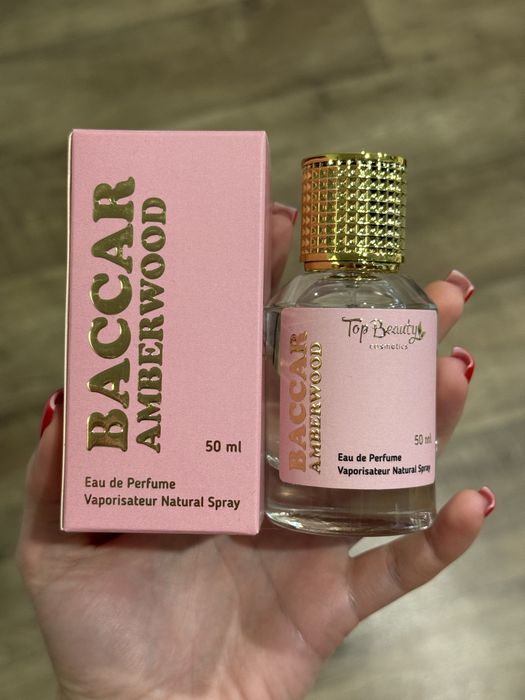 BACCAR
AMBERWOOD
50 ml
Eau de Perfume
Vaporisateur Natural Spray
Top Beauty
cosmetics
BACCAR
AMBERWOOD
50 ml
Eau de Perfume
Vaporisateur Natural Spray